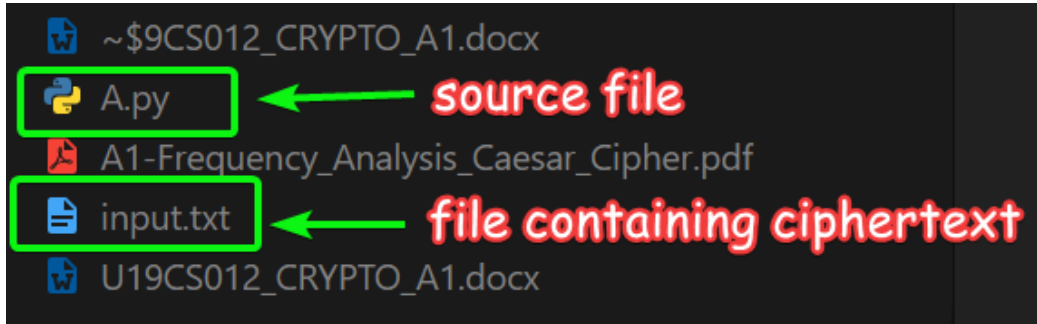 ~$9CS012_CRYPTO_A1.docx
A.py source file
A1-Frequency_Analysis_Caesar_Cipher.pdf
input.txt file containing ciphertext
U19CS012_CRYPTO_A1.docx